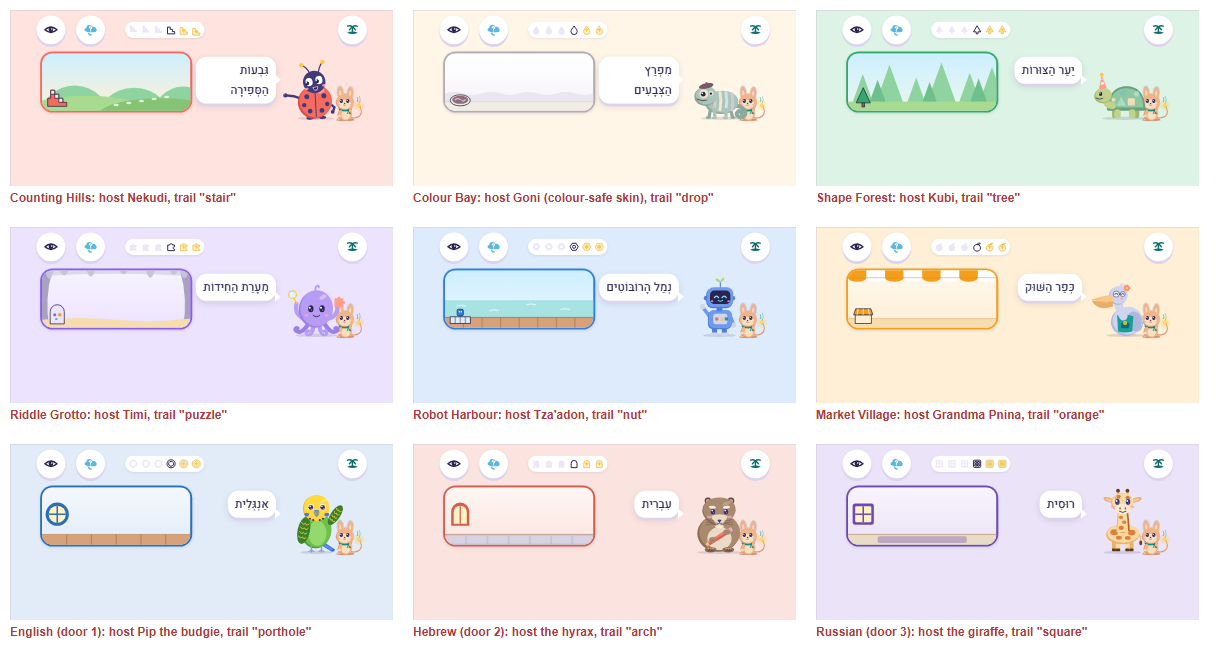 גִּבְעוֹת
הַסְּפִירָה
Counting Hills: host Nekudi, trail "stair"
מִפְרַץ
הַצְּבָעִים
Colour Bay: host Goni (colour-safe skin), trail "drop"
יַעַר הַצּוּרוֹת
Shape Forest: host Kubi, trail "tree"
מְעָרַת הַחִידוֹת
Riddle Grotto: host Timi, trail "puzzle"
נְמַל הָרוֹבּוֹטִים
Robot Harbour: host Tza'adon, trail "nut"
כְּפַר הַשּׁוּק
Market Village: host Grandma Pnina, trail "orange"
אַנְגְּלִית
English (door 1): host Pip the budgie, trail "porthole"
עִבְרִית
Hebrew (door 2): host the hyrax, trail "arch"
רוּסִית
Russian (door 3): host the giraffe, trail "square"